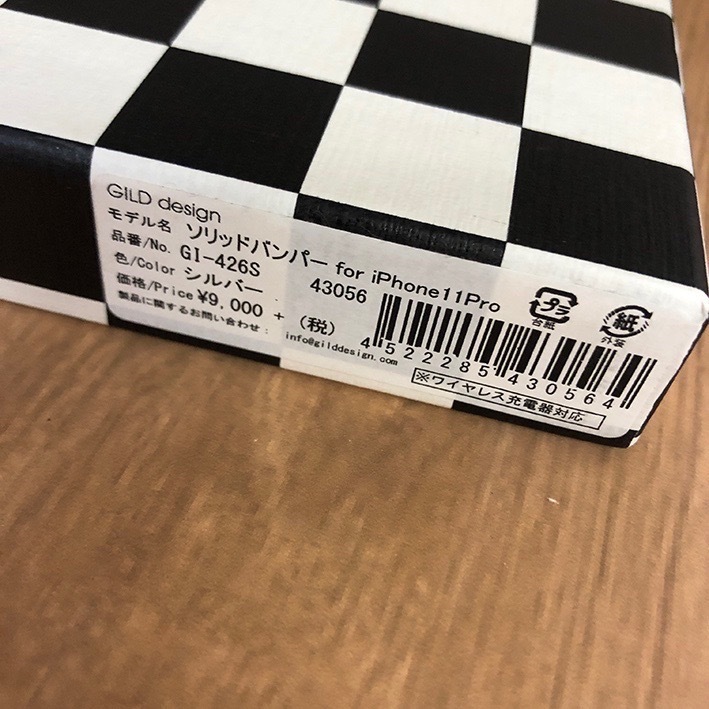 GILD design
モデル名 ソリッドバンパー for iPhone11Pro
品番/No. GI-426S 43056
色/Color シルバー
価格/Price ¥9,000 + (税)
製品に関するお問い合わせ: info@gilddesign.com
プラ
台紙
紙
外装
4 522285 430564
※ワイヤレス充電器対応